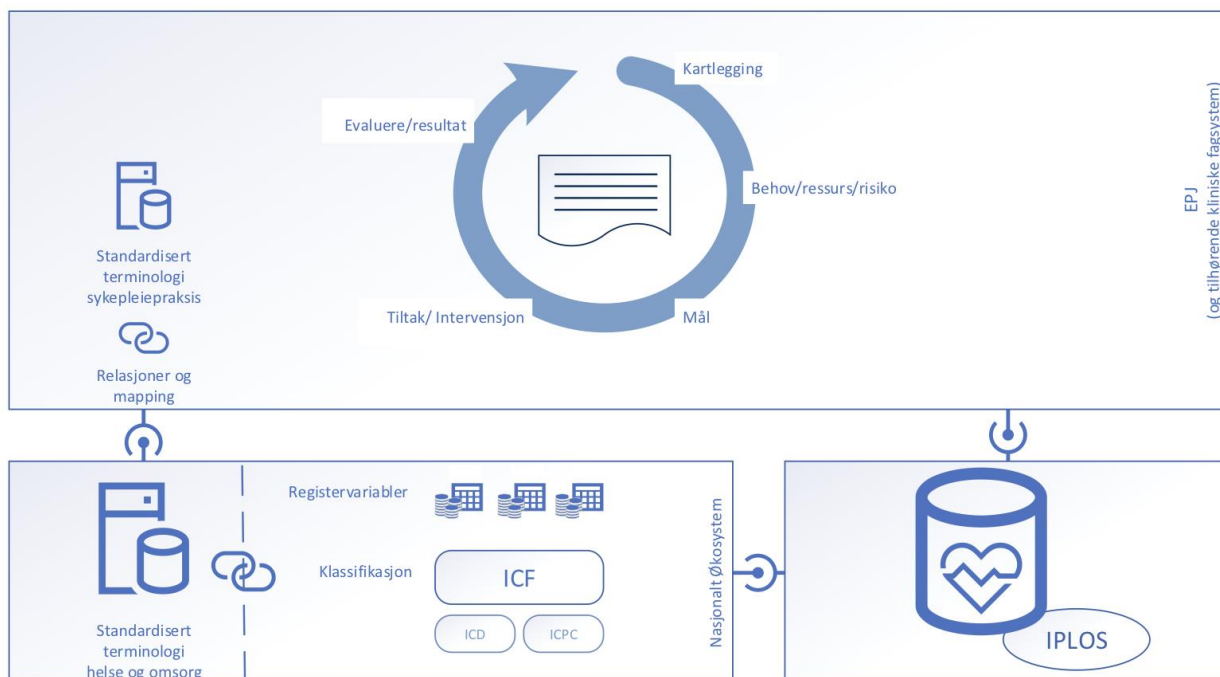 Kartlegging
Evaluere/resultat
Behov/ressurs/risiko
Tiltak/ Intervensjon
Mål
Standardisert
terminologi
sykepleiepraksis
Relasjoner og
mapping
EPJ
(og tilhørende kliniske fagsystem)
Registervariabler
Klassifikasjon
ICF
ICD
ICPC
Standardisert
terminologi
helse og omsorg
Nasjonalt Økosystem
IPLOS